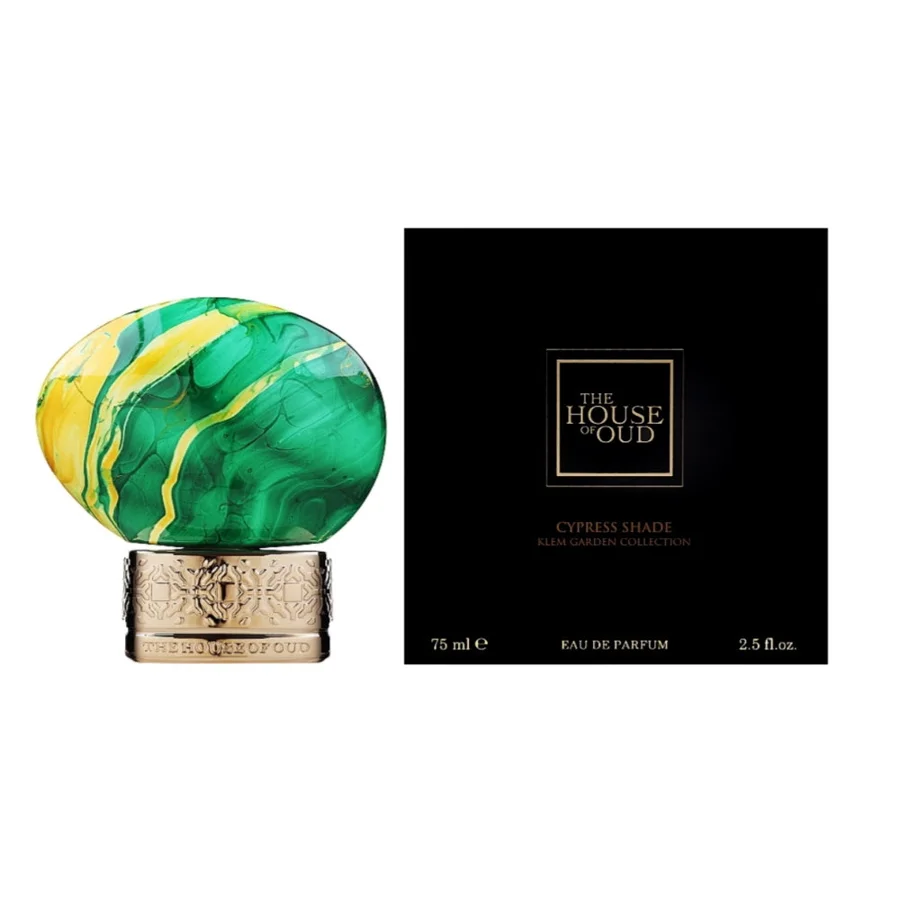 THE HOUSE OF OUD
THE
HOUSE
OF OUD
CYPRESS SHADE
KLEM GARDEN COLLECTION
75 ml ℮
EAU DE PARFUM
2.5 fl.oz.